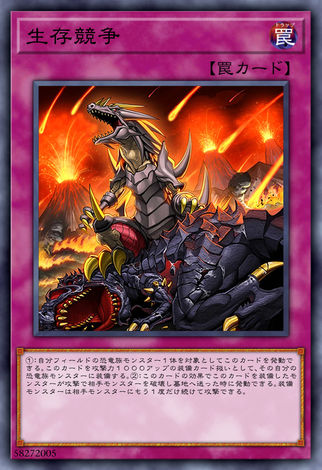 生存競争
トラップ
罠
【罠カード】
①:自分フィールドの恐竜族モンスター1体を対象としてこのカードを発動で
きる。このカードを攻撃力1000アップの装備カード扱いとして、その自分の
恐竜族モンスターに装備する。②:このカードの効果でこのカードを装備したモ
ンスターが攻撃で相手モンスターを破壊し墓地へ送った時に発動できる。装備
モンスターは相手モンスターにもう1度だけ続けて攻撃できる。
58272005